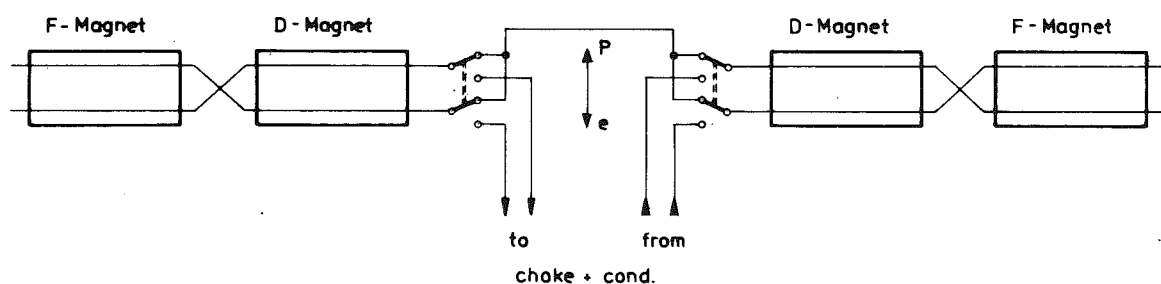 F-Magnet
D-Magnet
P
e
D-Magnet
F-Magnet
to
from
choke + cond.